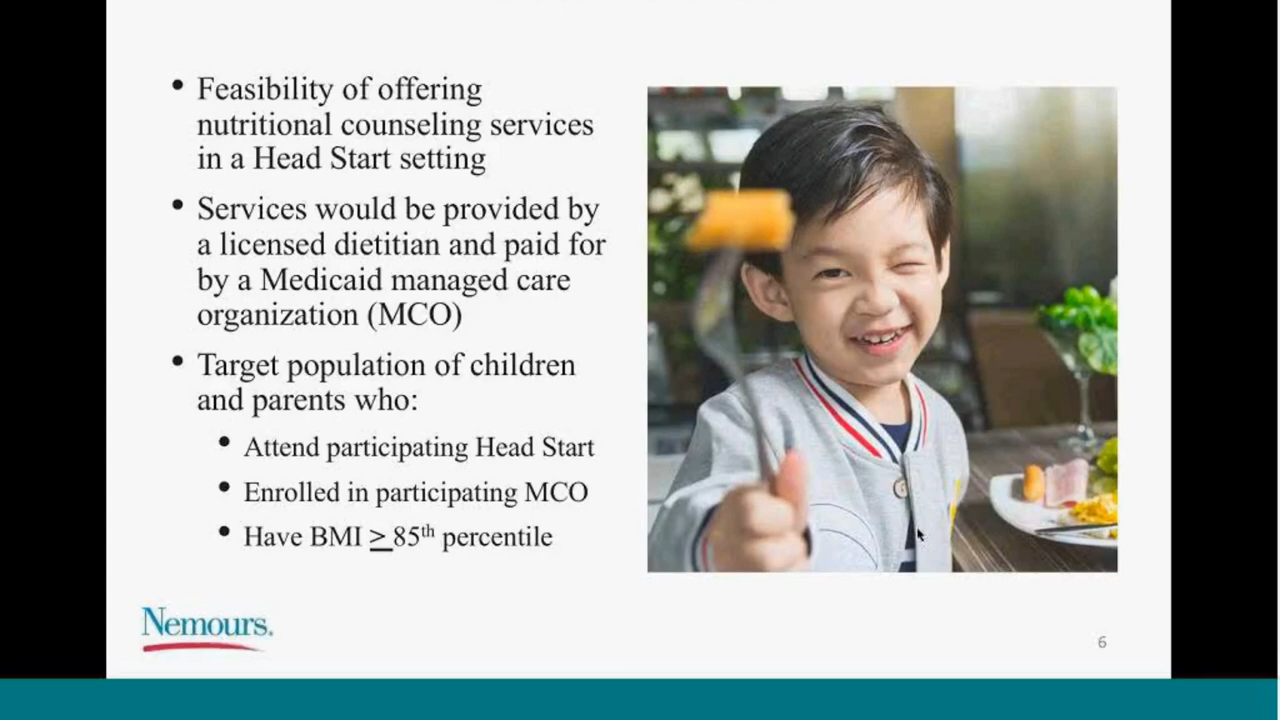 • Feasibility of offering
nutritional counseling services
in a Head Start setting
• Services would be provided by
a licensed dietitian and paid for
by a Medicaid managed care
organization (MCO)
• Target population of children
and parents who:
• Attend participating Head Start
• Enrolled in participating MCO
• Have BMI ≥ 85th percentile
Nemours.
6